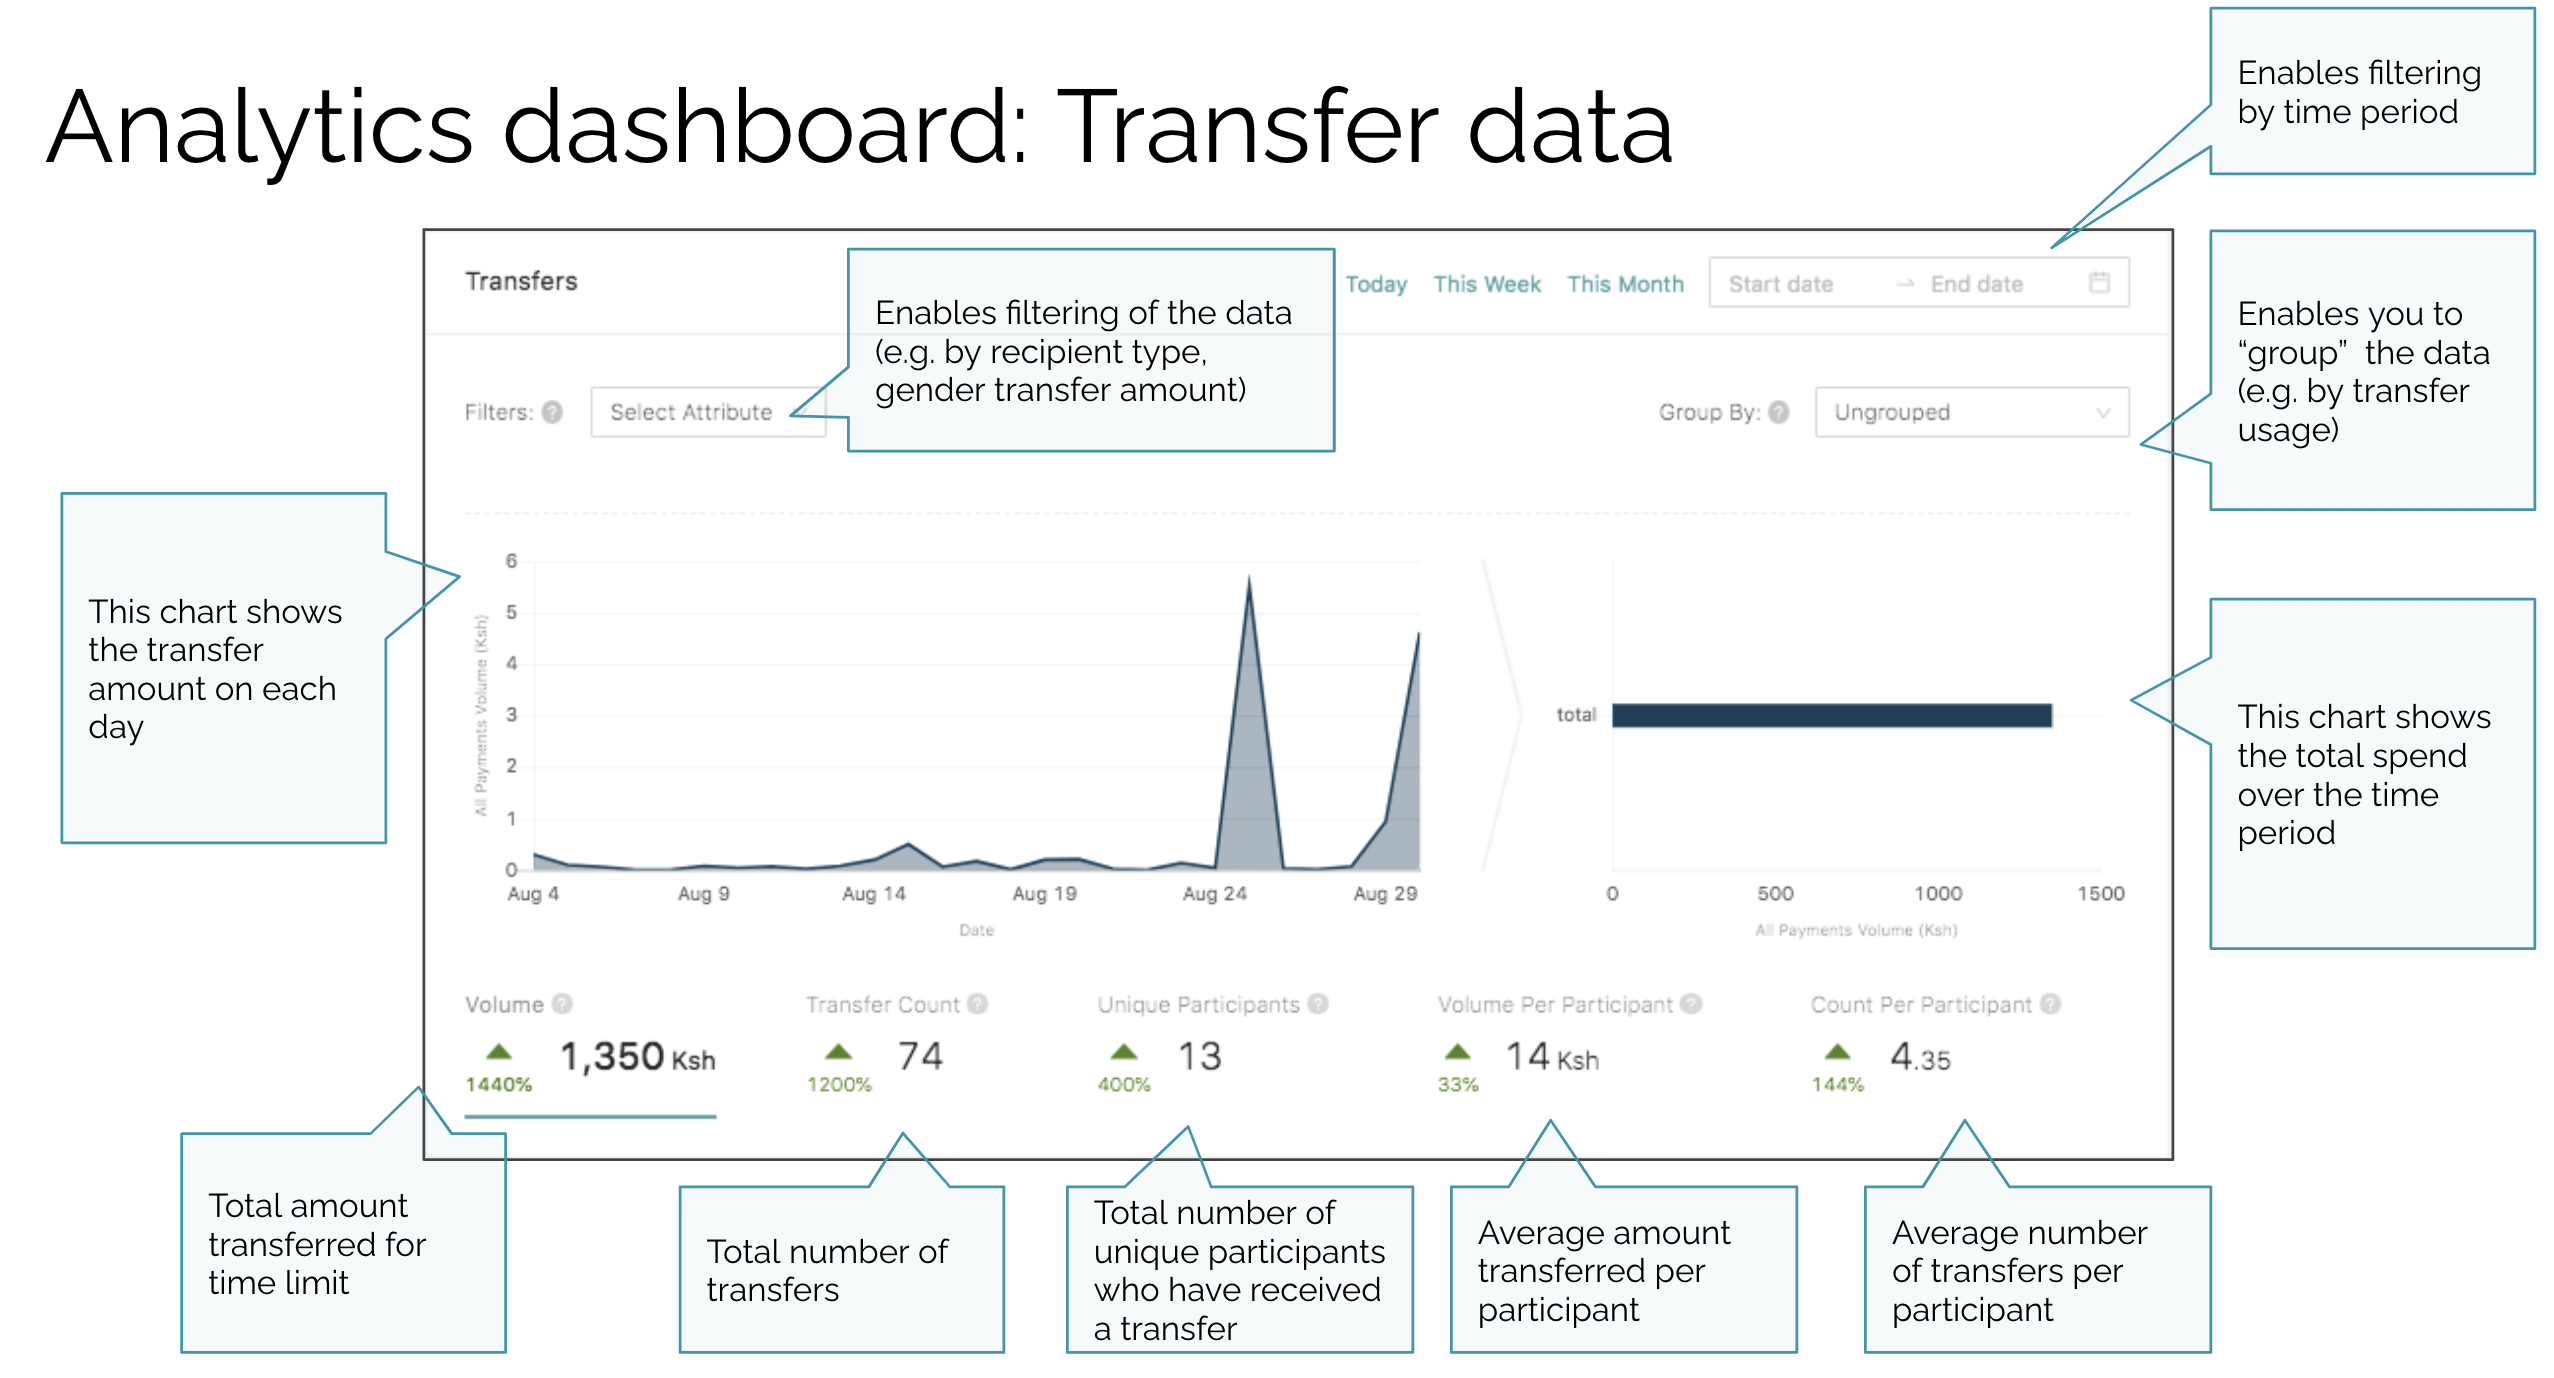 Analytics dashboard: Transfer data
Enables filtering
by time period
Transfers
Today This Week This Month Start date → End date
Enables filtering of the data
(e.g. by recipient type,
gender transfer amount)
Enables you to
“group”  the data
(e.g. by transfer
usage)
Filters: ? Select Attribute
Group By: ? Ungrouped
This chart shows
the transfer
amount on each
day
All Payments Volume (Ksh)
6
5
4
3
2
1
0
Aug 4 Aug 9 Aug 14 Aug 19 Aug 24 Aug 29
Date
total
0 500 1000 1500
All Payments Volume (Ksh)
This chart shows
the total spend
over the time
period
Volume ?
1,350 Ksh
1440%
Transfer Count ?
74
1200%
Unique Participants ?
13
400%
Volume Per Participant ?
14 Ksh
33%
Count Per Participant ?
4.35
144%
Total amount
transferred for
time limit
Total number of
transfers
Total number of
unique participants
who have received
a transfer
Average amount
transferred per
participant
Average number
of transfers per
participant